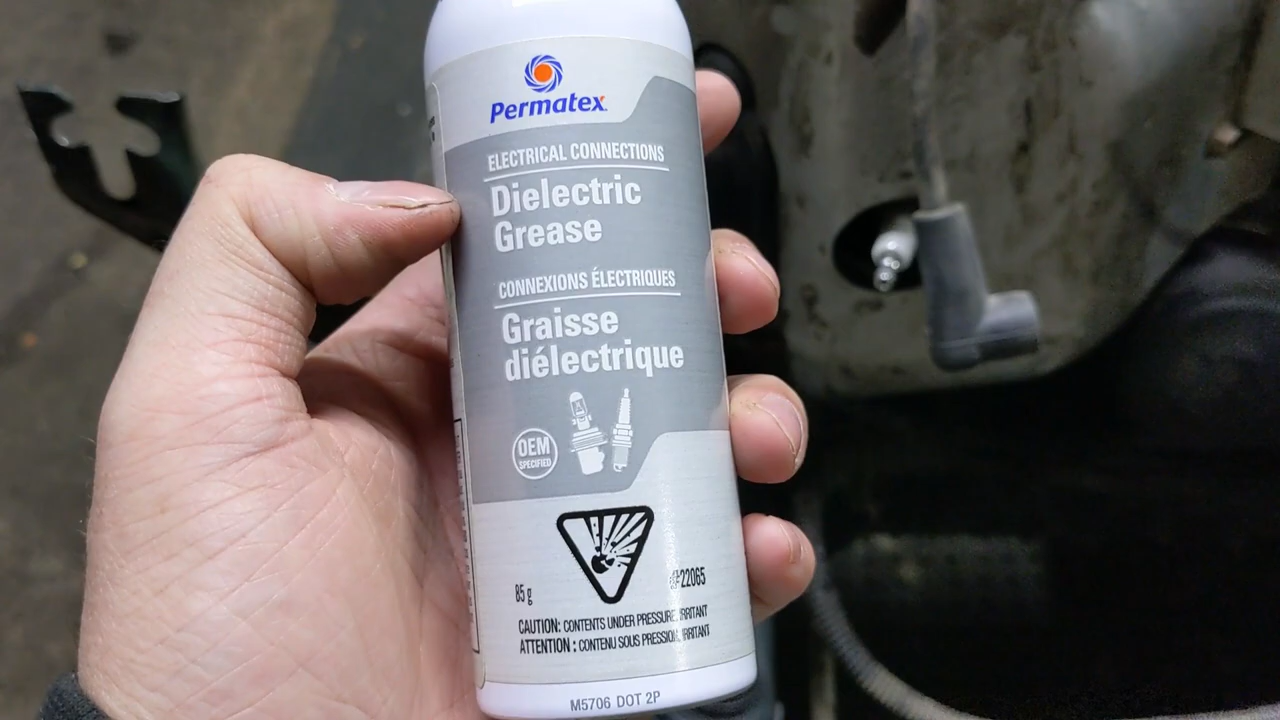 Permatex
ELECTRICAL CONNECTIONS
Dielectric
Grease
CONNEXIONS ÉLECTRIQUES
Graisse
diélectrique
OEM
SPECIFIED
85 g
22065
CAUTION: CONTENTS UNDER PRESSURE, IRRITANT
ATTENTION : CONTENU SOUS PRESSION, IRRITANT
M5706 DOT 2P